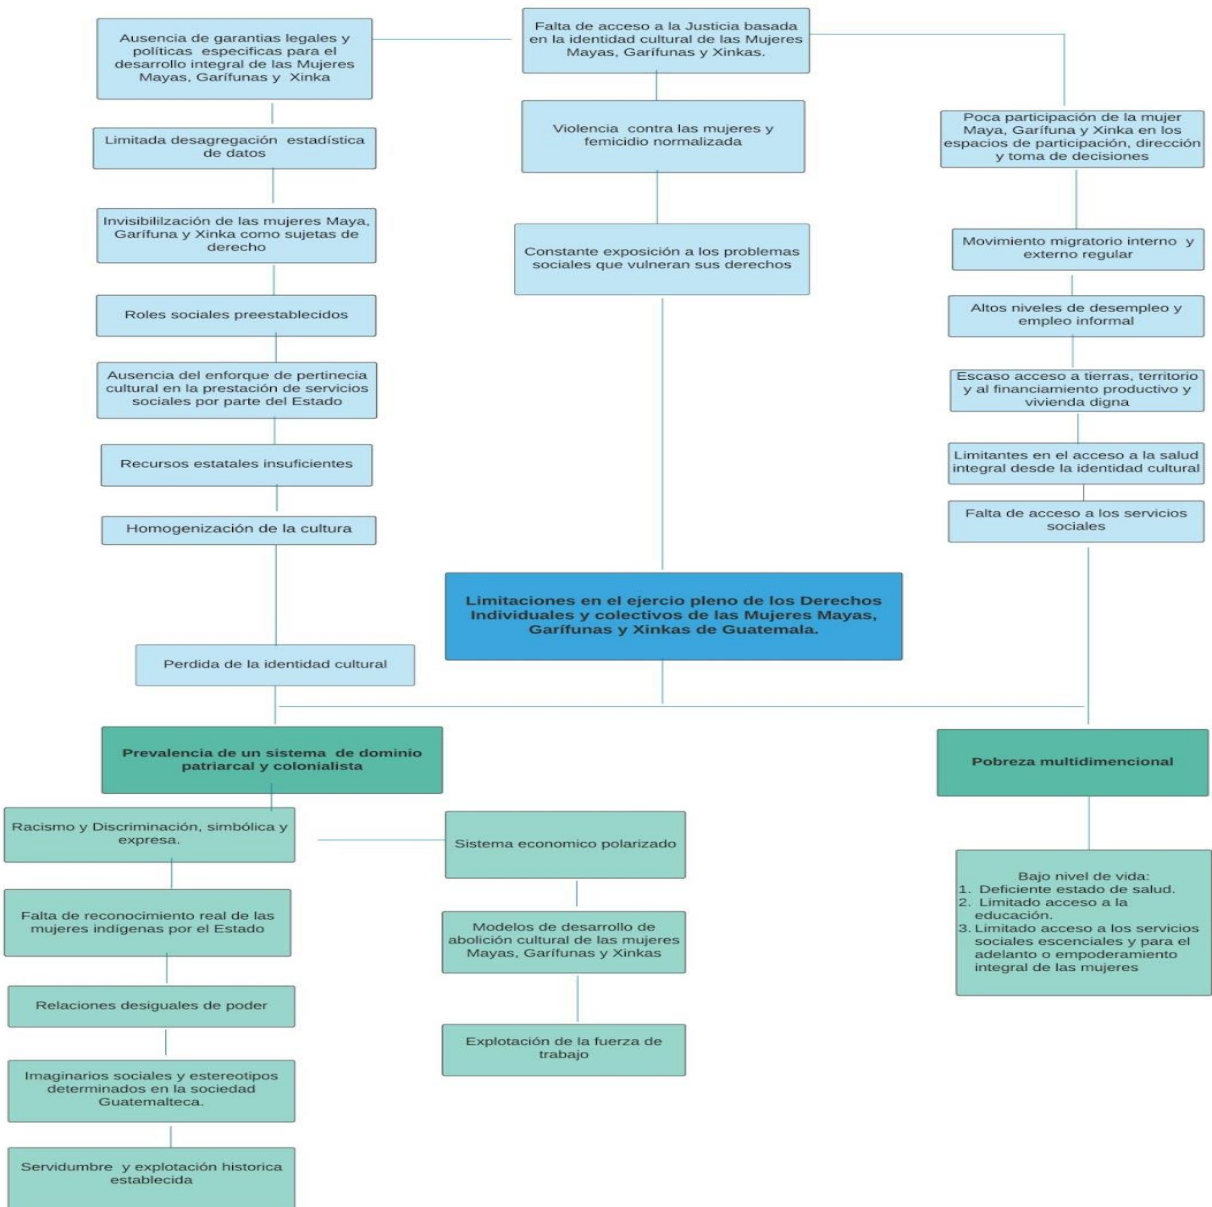 Ausencia de garantias legales y
políticas especificas para el
desarrollo integral de las Mujeres
Mayas, Garífunas y Xinka
Limitada desagregación estadística
de datos
Invisibililzación de las mujeres Maya,
Garífuna y Xinka como sujetas de
derecho
Roles sociales preestablecidos
Ausencia del enforque de pertinecia
cultural en la prestación de servicios
sociales por parte del Estado
Recursos estatales insuficientes
Homogenización de la cultura
Perdida de la identidad cultural
Falta de acceso a la Justicia basada
en la identidad cultural de las Mujeres
Mayas, Garífunas y Xinkas.
Violencia contra las mujeres y
femicidio normalizada
Constante exposición a los problemas
sociales que vulneran sus derechos
Poca participación de la mujer
Maya, Garífuna y Xinka en los
espacios de participación, dirección
y toma de decisiones
Movimiento migratorio interno y
externo regular
Altos niveles de desempleo y
empleo informal
Escaso acceso a tierras, territorio
y al financiamiento productivo y
vivienda digna
Limitantes en el acceso a la salud
integral desde la identidad cultural
Falta de acceso a los servicios
sociales
Limitaciones en el ejercio pleno de los Derechos
Individuales y colectivos de las Mujeres Mayas,
Garífunas y Xinkas de Guatemala.
Prevalencia de un sistema de dominio
patriarcal y colonialista
Racismo y Discriminación, simbólica y
expresa.
Falta de reconocimiento real de las
mujeres indígenas por el Estado
Relaciones desiguales de poder
Imaginarios sociales y estereotipos
determinados en la sociedad
Guatemalteca.
Servidumbre y explotación historica
establecida
Sistema economico polarizado
Modelos de desarrollo de
abolición cultural de las mujeres
Mayas, Garífunas y Xinkas
Explotación de la fuerza de
trabajo
Pobreza multidimencional
Bajo nivel de vida:
1. Deficiente estado de salud.
2. Limitado acceso a la
educación.
3. Limitado acceso a los servicios
sociales escenciales y para el
adelanto o empoderamiento
integral de las mujeres